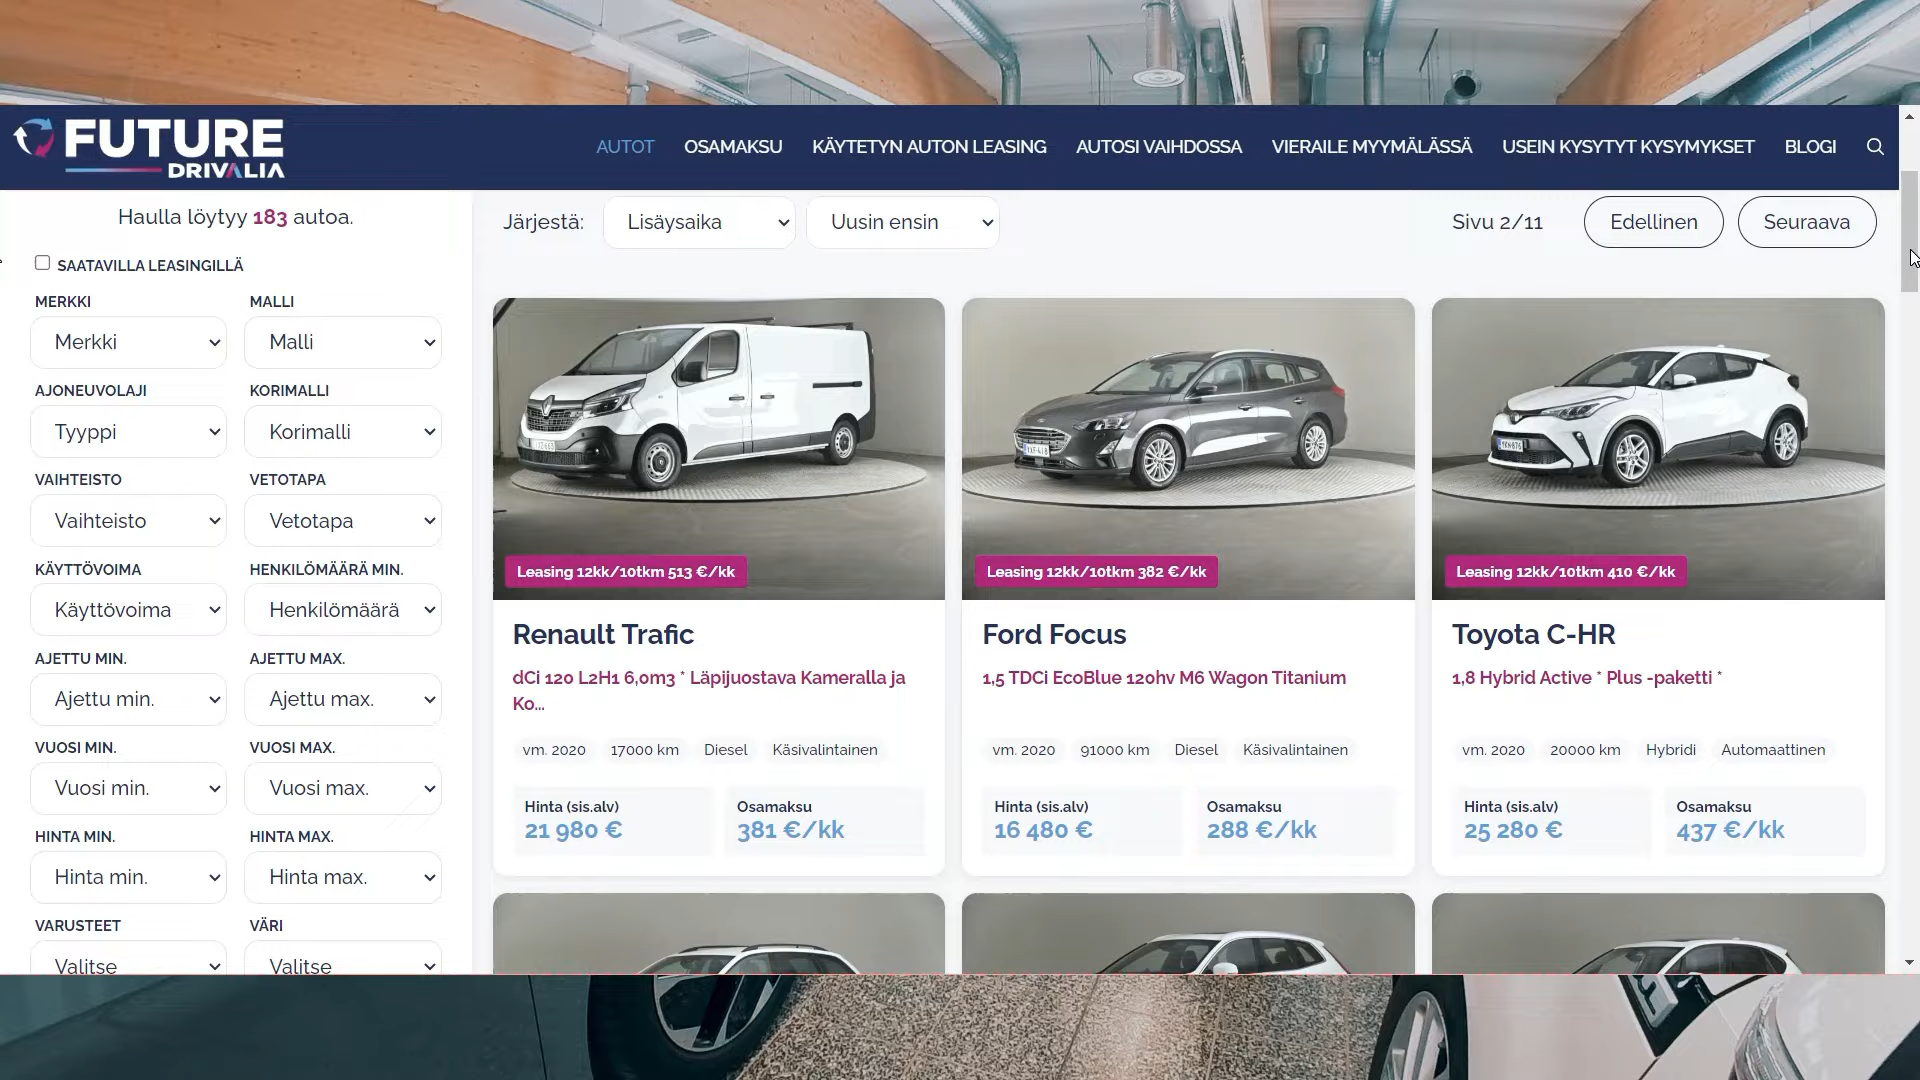 FUTURE
DRIVALIA
AUTOT OSAMAKSU KÄYTETYN AUTON LEASING AUTOSI VAIHDOSSA VIERAILE MYYMÄLÄSSÄ USEIN KYSYTYT KYSYMYKSET BLOGI
Haulla löytyy 183 autoa.
SAATAVILLA LEASINGILLÄ
MERKKI MALLI
Merkki Malli
AJONEUVOLAJI KORIMALLI
Tyyppi Korimalli
VAIHTEISTO VETOTAPA
Vaihteisto Vetotapa
KÄYTTÖVOIMA HENKILÖMÄÄRÄ MIN.
Käyttövoima Henkilömäärä
AJETTU MIN. AJETTU MAX.
Ajettu min. Ajettu max.
VUOSI MIN. VUOSI MAX.
Vuosi min. Vuosi max.
HINTA MIN. HINTA MAX.
Hinta min. Hinta max.
VARUSTEET VÄRI
Valitse Valitse
Järjestä: Lisäysaika Uusin ensin Sivu 2/11 Edellinen Seuraava
Leasing 12kk/10tkm 513 €/kk
Renault Trafic
dCi 120 L2H1 6,0m3 * Läpijuostava Kameralla ja
Ko...
vm. 2020 17000 km Diesel Käsivalintainen
Hinta (sis.alv) Osamaksu
21 980 € 381 €/kk
Leasing 12kk/10tkm 382 €/kk
Ford Focus
1,5 TDCi EcoBlue 120hv M6 Wagon Titanium
vm. 2020 91000 km Diesel Käsivalintainen
Hinta (sis.alv) Osamaksu
16 480 € 288 €/kk
Leasing 12kk/10tkm 410 €/kk
Toyota C-HR
1,8 Hybrid Active * Plus -paketti *
vm. 2020 20000 km Hybridi Automaattinen
Hinta (sis.alv) Osamaksu
25 280 € 437 €/kk